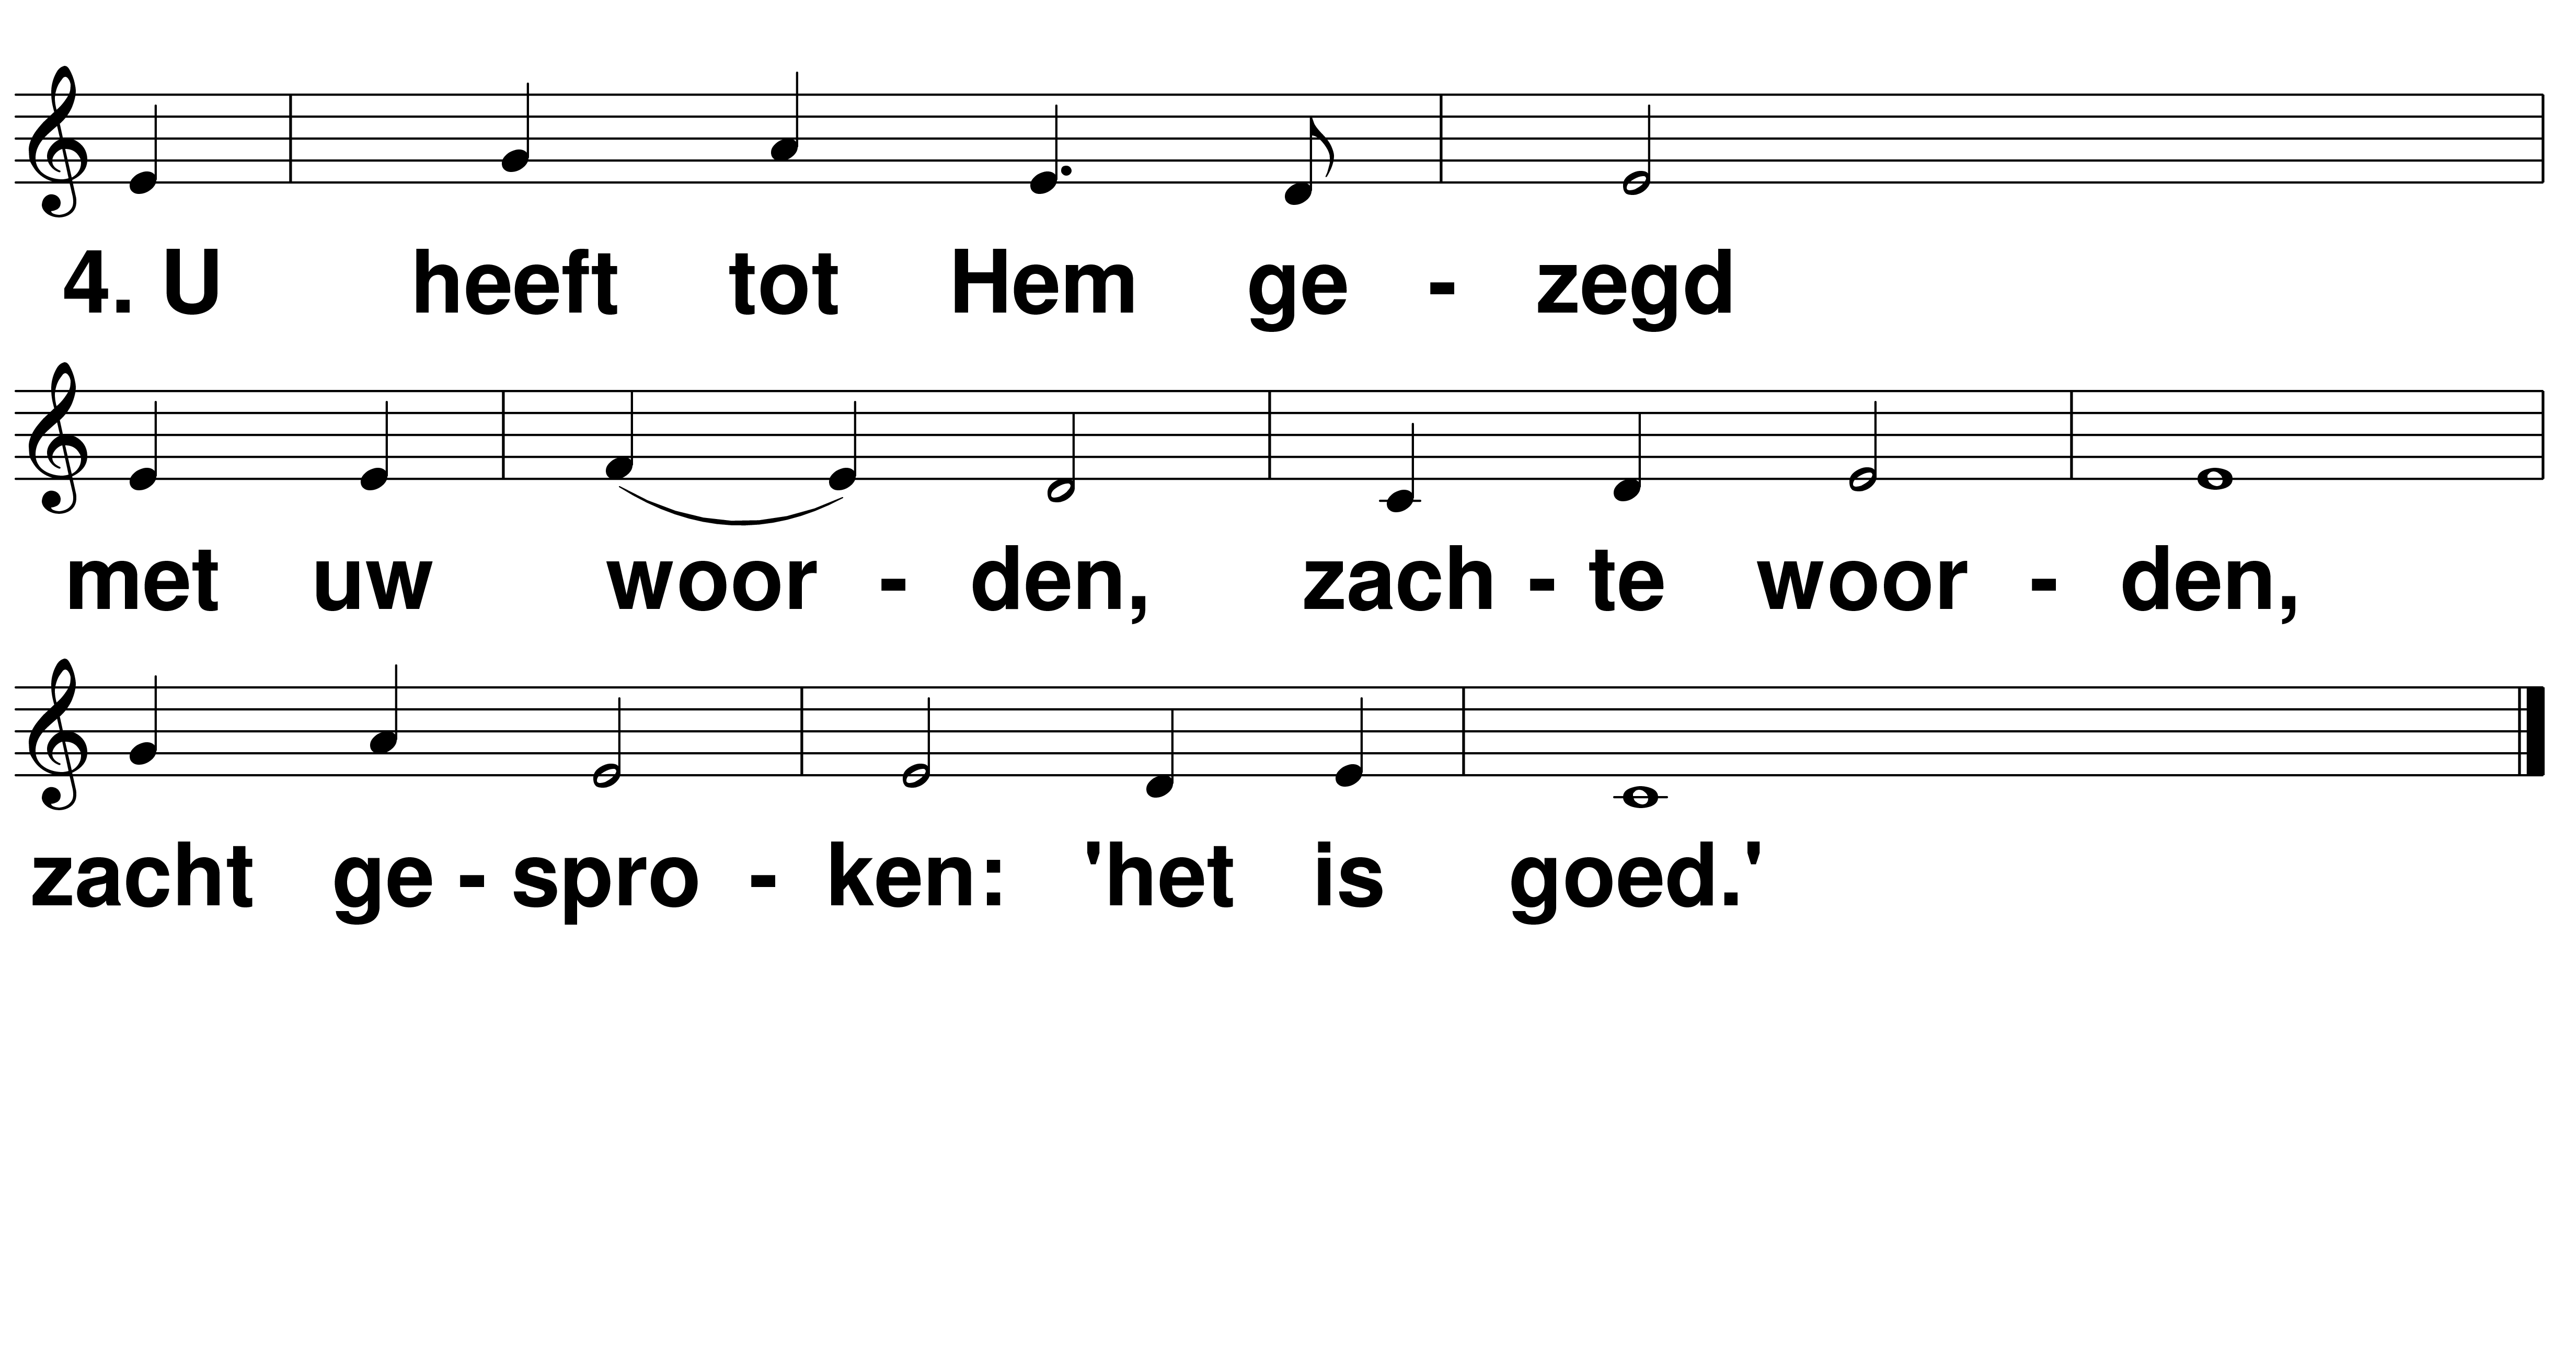 4. U heeft tot Hem ge - zegd
met uw woor - den, zach - te woor - den,
zacht ge - spro - ken: 'het is goed.'